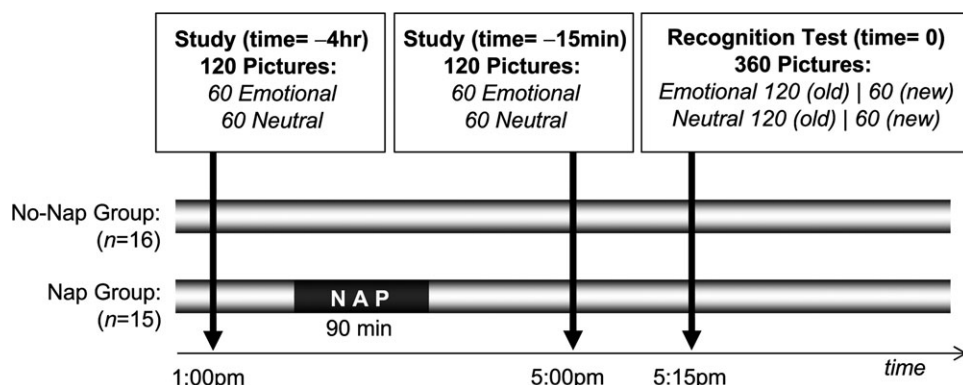 Study (time= –4hr)
120 Pictures:
60 Emotional
60 Neutral
Study (time= –15min)
120 Pictures:
60 Emotional
60 Neutral
Recognition Test (time= 0)
360 Pictures:
Emotional 120 (old) | 60 (new)
Neutral 120 (old) | 60 (new)
No-Nap Group:
(n=16)
Nap Group:
(n=15)
NAP
90 min
time
1:00pm
5:00pm
5:15pm